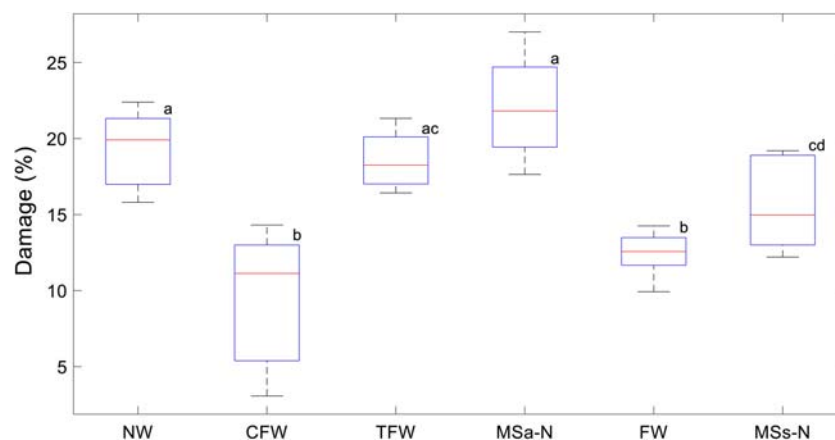 Damage (%)
25
20
15
10
5
a
b
ac
a
b
cd
NW CFW TFW MSa-N FW MSs-N